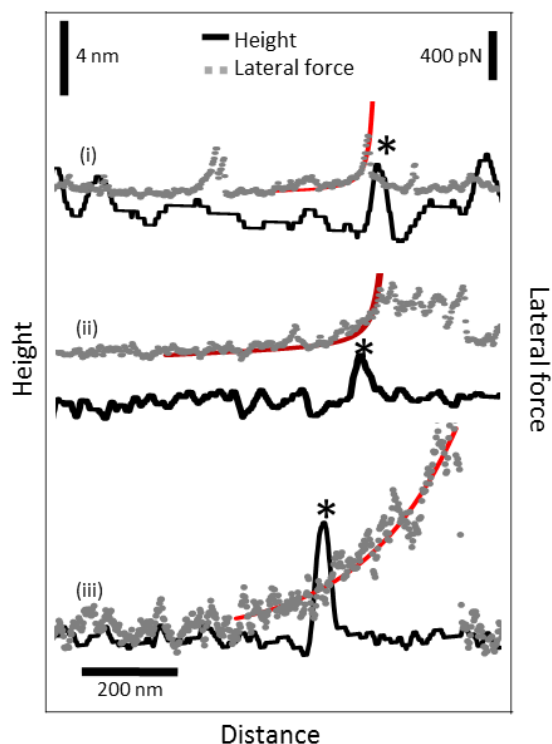 4 nm
Height
Lateral force
400 pN
(i)
*
(ii)
*
(iii)
*
200 nm
Height
Lateral force
Distance